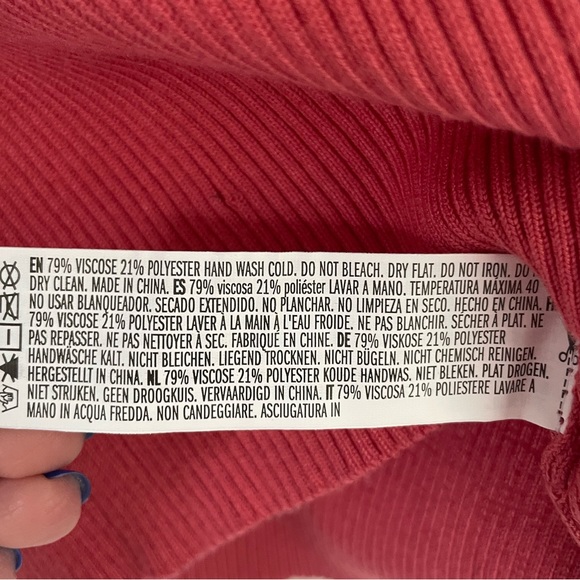 EN 79% VISCOSE 21% POLYESTER HAND WASH COLD. DO NOT BLEACH. DRY FLAT. DO NOT IRON. DO
DRY CLEAN. MADE IN CHINA. ES 79% viscosa 21% poliéster LAVAR A MANO. TEMPERATURA MÁXIMA 40
NO USAR BLANQUEADOR. SECADO EXTENDIDO. NO PLANCHAR. NO LIMPIEZA EN SECO. HECHO EN CHINA.
79% VISCOSE 21% POLYESTER LAVER À LA MAIN À L'EAU FROIDE. NE PAS BLANCHIR. SÉCHER À PLAT. NE
PAS REPASSER. NE PAS NETTOYER À SEC. FABRIQUÉ EN CHINE. DE 79% VISKOSE 21% POLYESTER
HANDWÄSCHE KALT. NICHT BLEICHEN. LIEGEND TROCKNEN. NICHT BÜGELN. NICHT CHEMISCH REINIGEN.
HERGESTELLT IN CHINA. NL 79% VISCOSE 21% POLYESTER KOUDE HANDWAS. NIET BLEKEN. PLAT DROGEN.
NIET STRIJKEN. GEEN DROOGKUIS. VERVAARDIGD IN CHINA. IT 79% VISCOSA 21% POLIESTERE LAVARE A
MANO IN ACQUA FREDDA. NON CANDEGGIARE. ASCIUGATURA IN